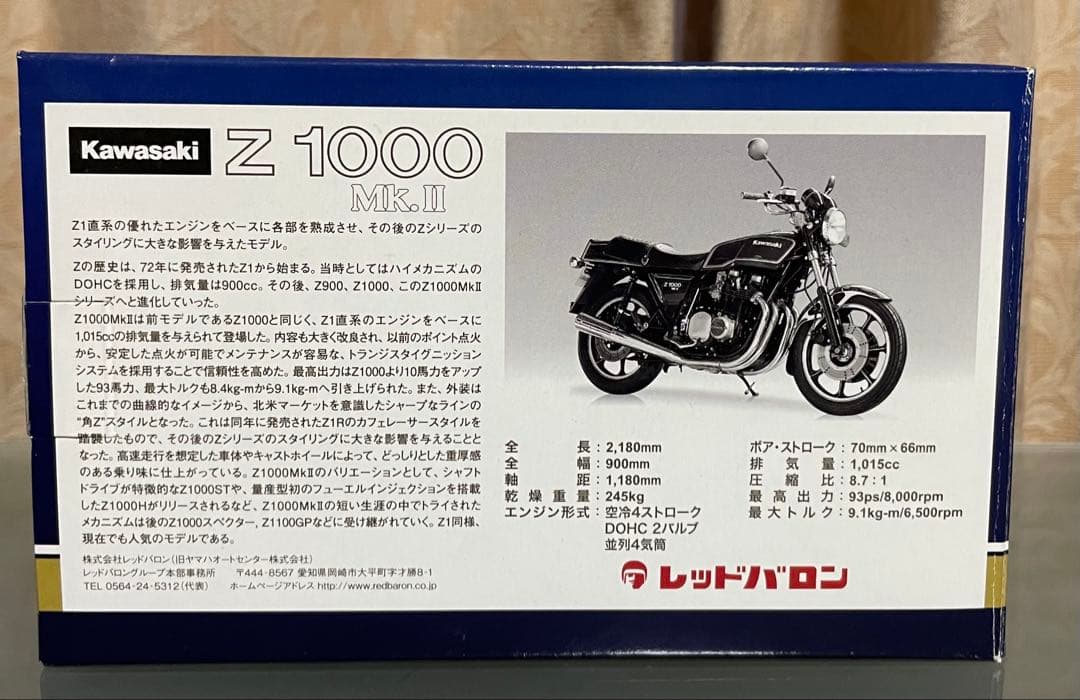 Kawasaki Z 1000
Mk.II
Z1直系の優れたエンジンをベースに各部を熟成させ、その後のZシリーズの
スタイリングに大きな影響を与えたモデル。
Zの歴史は、72年に発売されたZ1から始まる。当時としてはハイメカニズムの
DOHCを採用し、排気量は900cc。その後、Z900、Z1000、このZ1000MkII
シリーズへと進化していった。
Z1000MkIIは前モデルであるZ1000と同じく、Z1直系のエンジンをベースに
1,015ccの排気量を与えられて登場した。内容も大きく改良され、以前のポイント点火
から、安定した点火が可能でメンテナンスが容易な、トランジスタイグニッション
システムを採用することで信頼性を高めた。最高出力はZ1000より10馬力をアップ
した93馬力、最大トルクも8.4kg-mから9.1kg-mへ引き上げられた。また、外装は
これまでの曲線的なイメージから、北米マーケットを意識したシャープなラインの
“角Z”スタイルとなった。これは同年に発売されたZ1Rのカフェレーサースタイルを
踏襲したもので、その後のZシリーズのスタイリングに大きな影響を与えることと
なった。高速走行を想定した車体やキャストホイールによって、どっしりとした重厚感
のある乗り味に仕上がっている。Z1000MkIIのバリエーションとして、シャフト
ドライブが特徴的なZ1000STや、量産型初のフューエルインジェクションを搭載
したZ1000Hがリリースされるなど、Z1000MkIIの短い生涯の中でトライされた
メカニズムは後のZ1000スペクター, Z1100GPなどに受け継がれていく。Z1同様、
現在でも人気のモデルである。
株式会社レッドバロン(旧ヤマハオートセンター株式会社)
レッドバロングループ本部事務所 〒444-8567 愛知県岡崎市大平町字才勝8-1
TEL 0564-24-5312(代表) ホームページアドレス http://www.redbaron.co.jp
Kawasaki
Z1000
全長:2,180mm
全幅:900mm
軸距:1,180mm
乾燥重量:245kg
エンジン形式:空冷4ストローク
DOHC 2バルブ
並列4気筒
ボア・ストローク:70mm×66mm
排気量:1,015cc
圧縮比:8.7:1
最高出力:93ps/8,000rpm
最大トルク:9.1kg-m/6,500rpm
レッドバロン